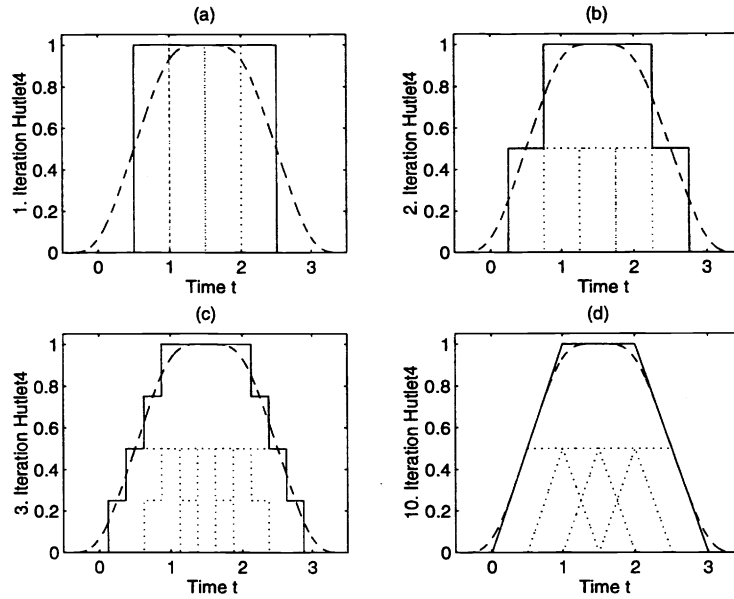 (a)
1. Iteration Hutlet4
1
0.8
0.6
0.4
0.2
0
0 1 2 3
Time t
(b)
2. Iteration Hutlet4
1
0.8
0.6
0.4
0.2
0
0 1 2 3
Time t
(c)
3. Iteration Hutlet4
1
0.8
0.6
0.4
0.2
0
0 1 2 3
Time t
(d)
10. Iteration Hutlet4
1
0.8
0.6
0.4
0.2
0
0 1 2 3
Time t